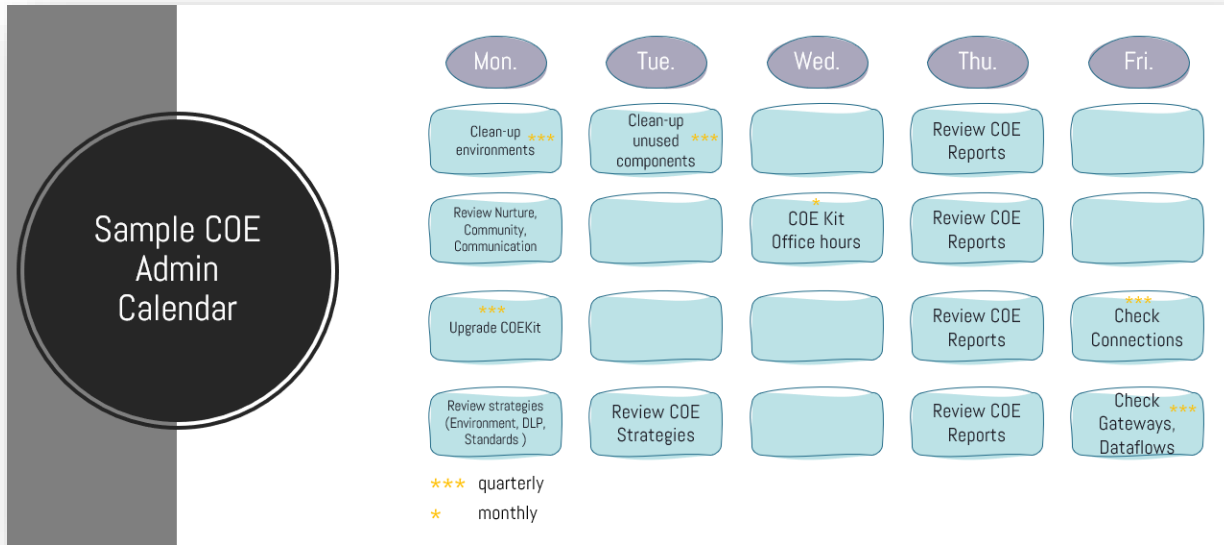 Sample COE
Admin
Calendar
Mon.
Tue.
Wed.
Thu.
Fri.
Clean-up
environments ***
Clean-up
unused ***
components
Review COE
Reports
Review Nurture,
Community,
Communication
*
COE Kit
Office hours
Review COE
Reports
***
Upgrade COEKit
Review COE
Reports
***
Check
Connections
Review strategies
(Environment, DLP,
Standards )
Review COE
Strategies
Review COE
Reports
Check
Gateways, ***
Dataflows
*** quarterly
* monthly